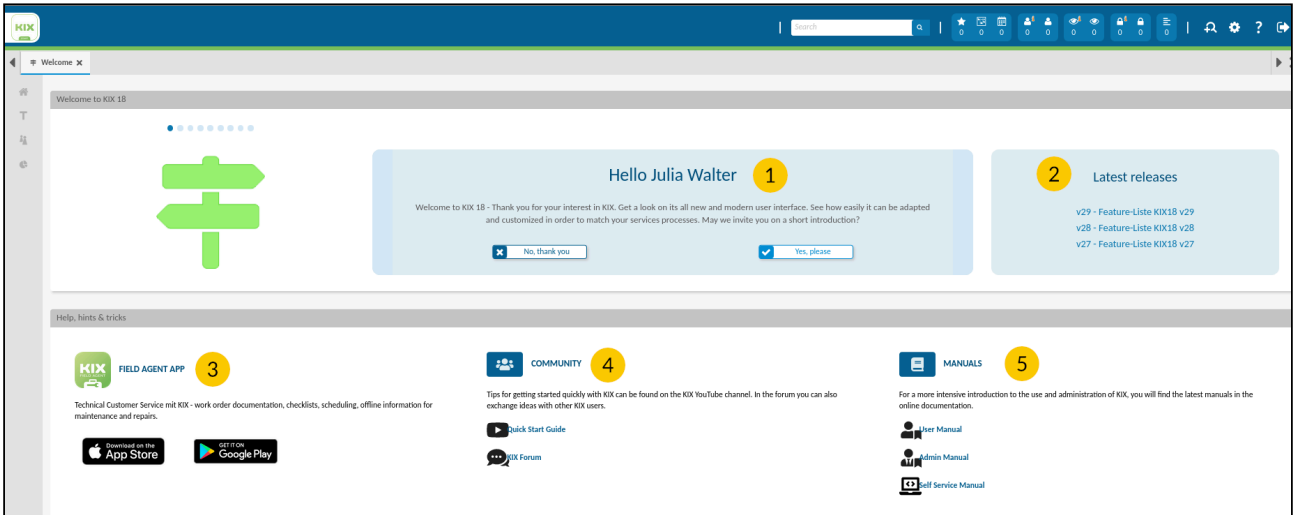 KIX
Search
0 0 0 0 0 0 0 0 0 0
Welcome
Welcome to KIX 18
Hello Julia Walter 1
Welcome to KIX 18 - Thank you for your interest in KIX. Get a look on its all new and modern user interface. See how easily it can be adapted
and customized in order to match your services processes. May we invite you on a short introduction?
No, thank you
Yes, please
2 Latest releases
v29 - Feature-Liste KIX18 v29
v28 - Feature-Liste KIX18 v28
v27 - Feature-Liste KIX18 v27
Help, hints & tricks
KIX
FIELD AGENT
FIELD AGENT APP 3
Technical Customer Service mit KIX - work order documentation, checklists, scheduling, offline information for
maintenance and repairs.
Download on the
App Store
GET IT ON
Google Play
COMMUNITY 4
Tips for getting started quickly with KIX can be found on the KIX YouTube channel. In the forum you can also
exchange ideas with other KIX users.
Quick Start Guide
KIX Forum
MANUALS 5
For a more intensive introduction to the use and administration of KIX, you will find the latest manuals in the
online documentation.
User Manual
Admin Manual
Self Service Manual